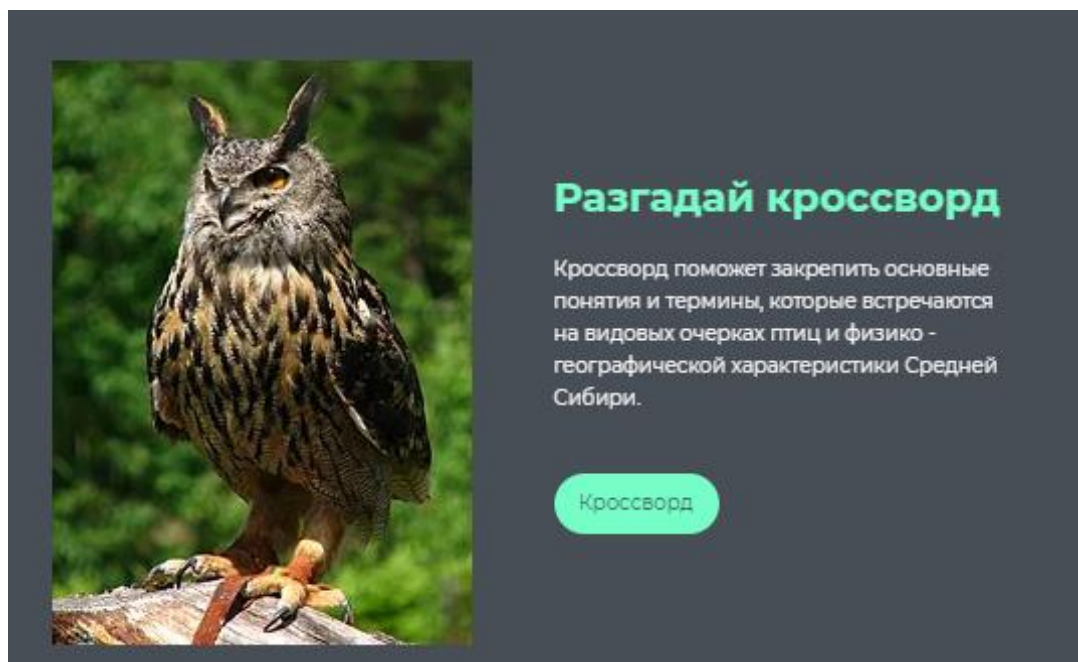 Разгадай кроссворд
Кроссворд поможет закрепить основные
понятия и термины, которые встречаются
на видовых очерках птиц и физико -
географической характеристики Средней
Сибири.
Кроссворд